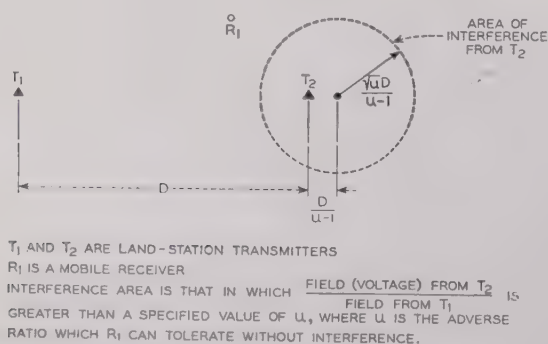 R1
AREA OF
INTERFERENCE
FROM T2
T1
T2
√uD
u-1
D
D
u-1
T1 AND T2 ARE LAND-STATION TRANSMITTERS
R1 IS A MOBILE RECEIVER
INTERFERENCE AREA IS THAT IN WHICH FIELD (VOLTAGE) FROM T2 / FIELD FROM T1 IS
GREATER THAN A SPECIFIED VALUE OF u, WHERE u IS THE ADVERSE
RATIO WHICH R1 CAN TOLERATE WITHOUT INTERFERENCE.